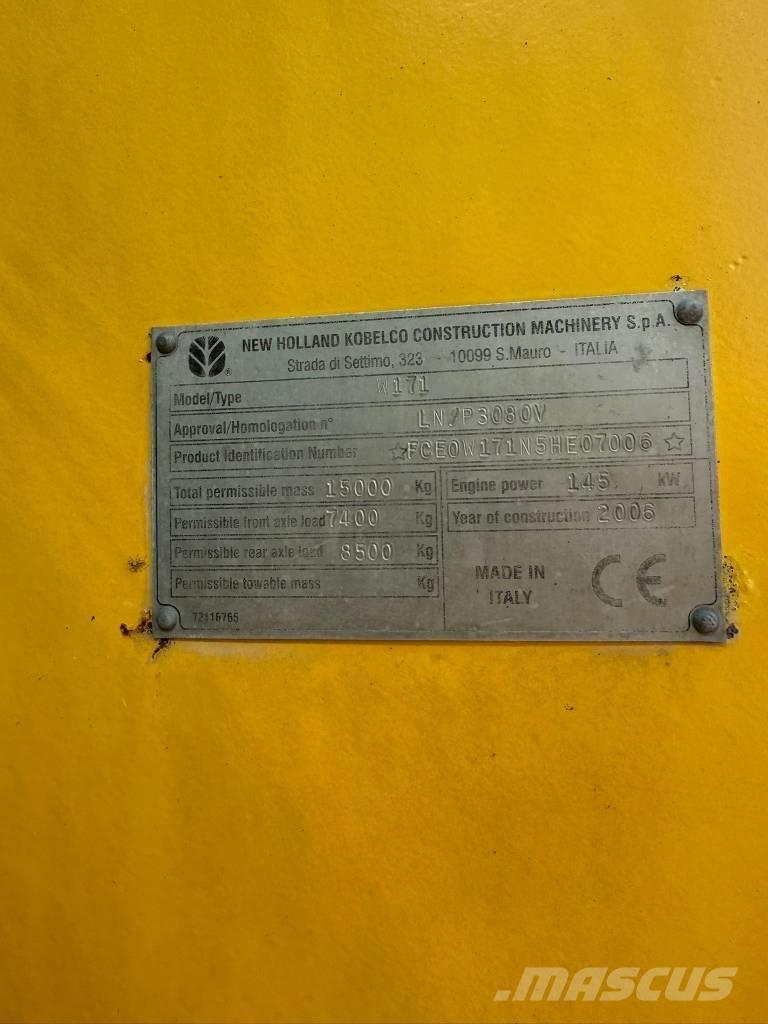 NEW HOLLAND KOBELCO CONSTRUCTION MACHINERY S.p.A.
Strada di Settimo, 323 - 10099 S.Mauro - ITALIA
Model/Type W171
Approval/Homologation n° LN/P3080V
Product Identification Number ☆FCE0W171N5HE07006☆
Total permissible mass 15000 Kg
Engine power 145 kW
Permissible front axle load 7400 Kg
Year of construction 2006
Permissible rear axle load 8500 Kg
Permissible towable mass Kg
MADE IN
ITALY
CE
72116765
®
.MASCUS